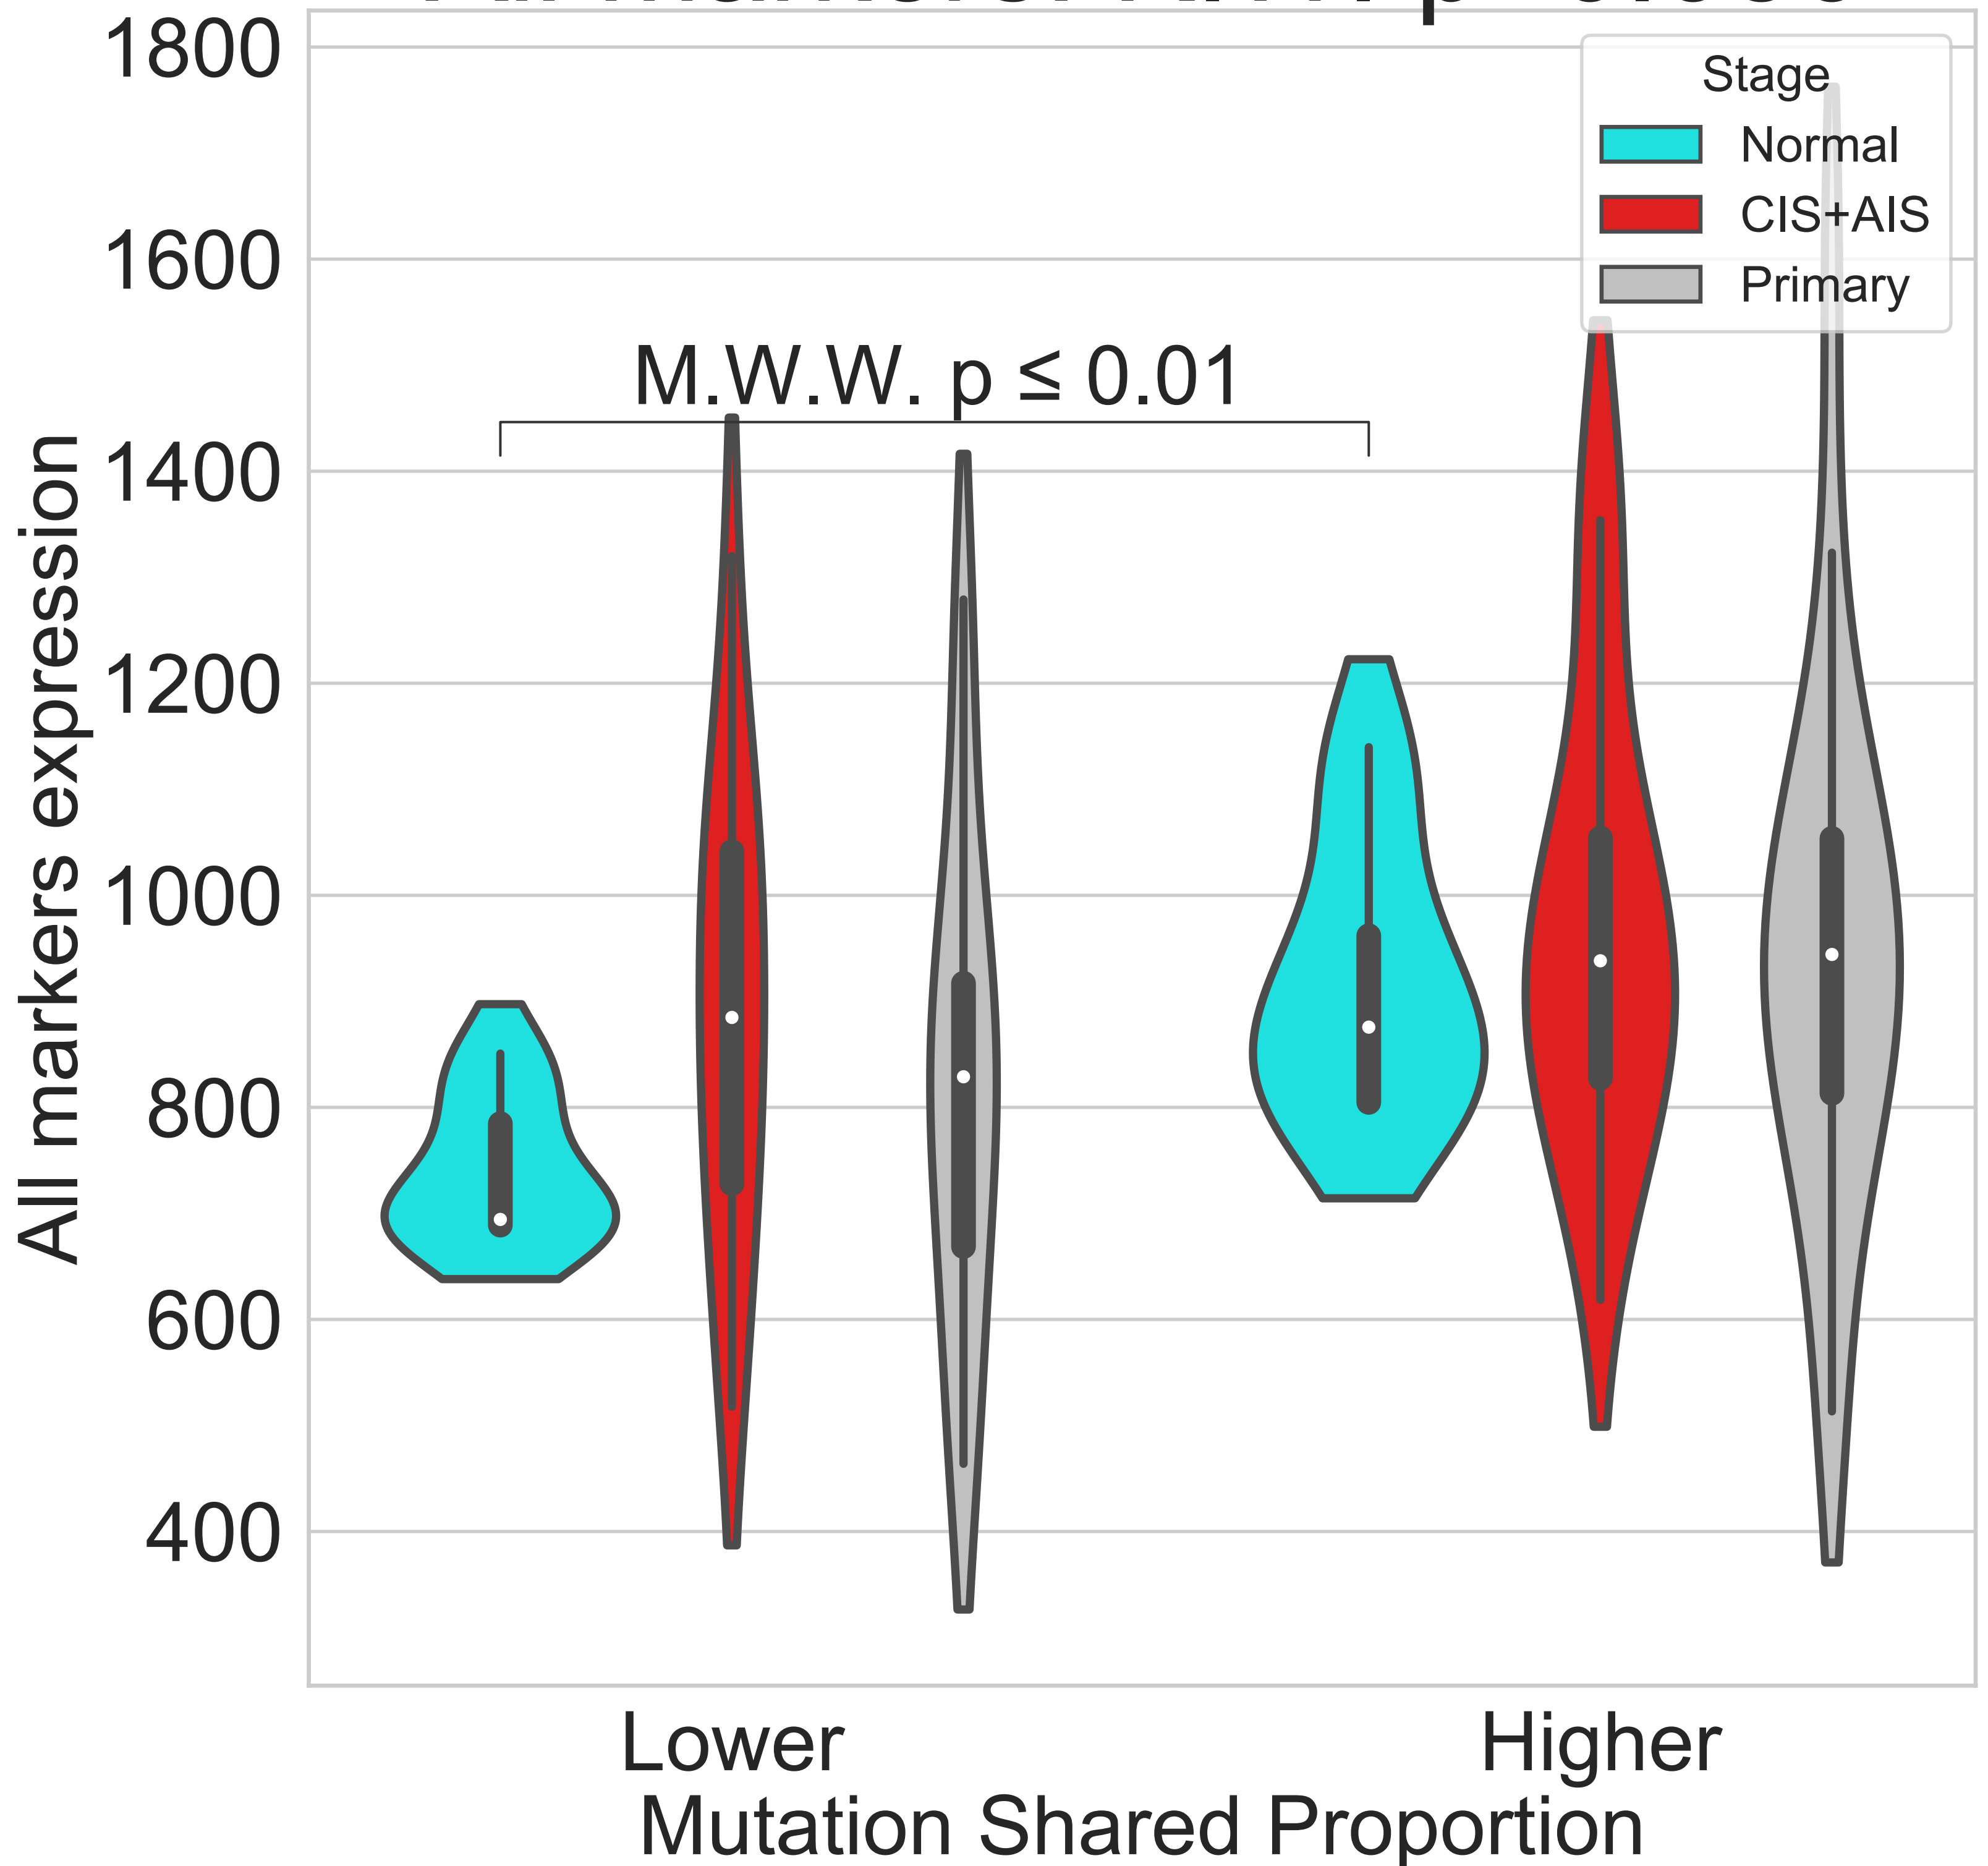 1800
1600
1400
1200
1000
800
600
400
All markers expression
Stage
Normal
CIS+AIS
Primary
M.W.W. p ≤ 0.01
Lower
Higher
Mutation Shared Proportion